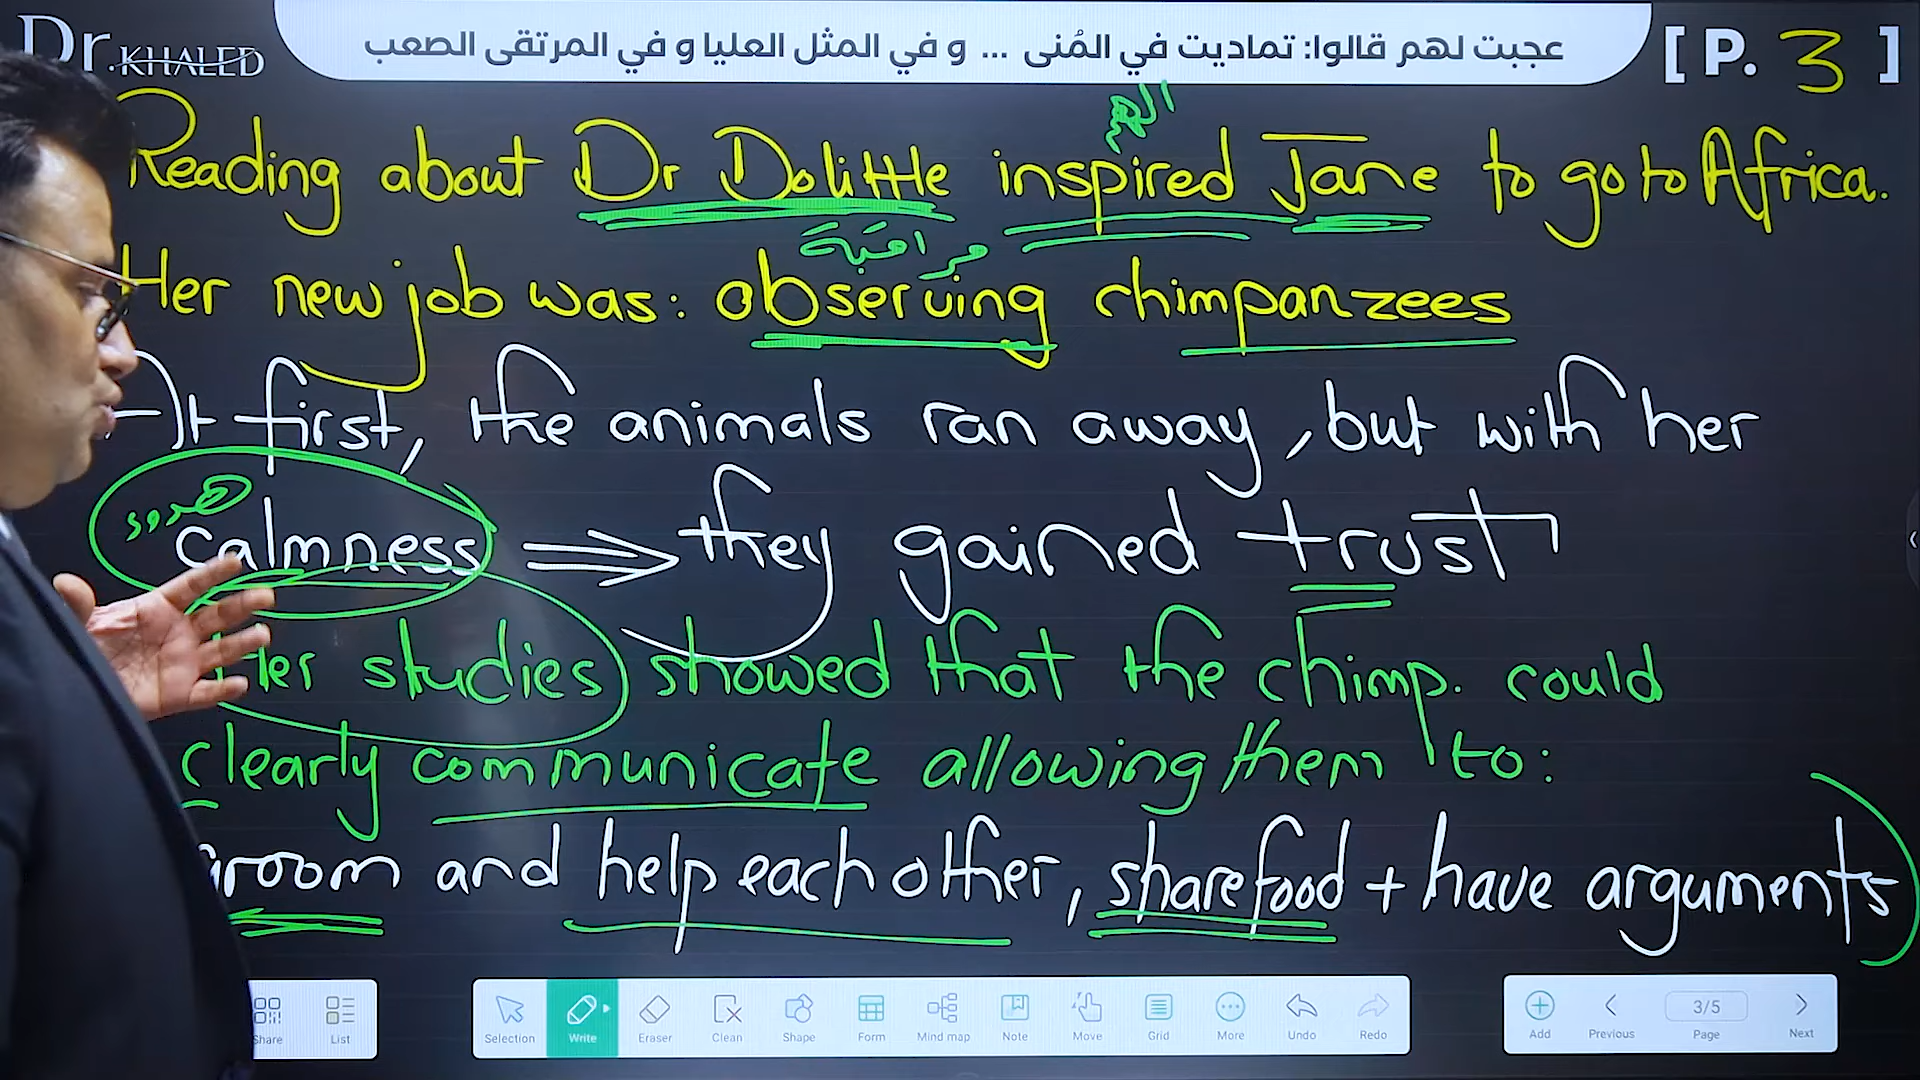 Dr. KHALED
عجبت لهم قالوا: تماديت في المُنى ... و في المثل العليا و في المرتقى الصعب
[ P. 3 ]
الهم
Reading about Dr Dolittle inspired Jane to go to Africa.
مراقبة
Her new job was: observing chimpanzees
At first, the animals ran away, but with her
calmness ⇒ they gained trust
Her studies showed that the chimp. could
clearly communicate allowing them to:
groom and help each other, share food + have arguments
Share
List
Selection
Write
Eraser
Clean
Shape
Form
Mind map
Note
Move
Grid
More
Undo
Redo
Add
Previous
3/5
Page
Next